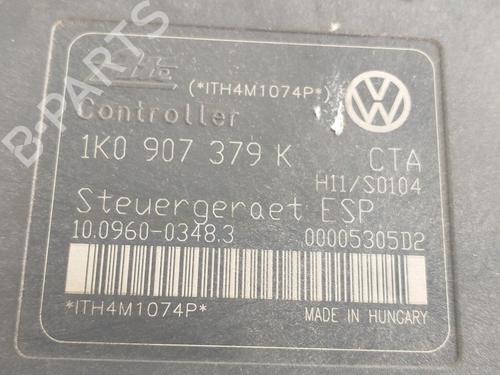 Ate (*ITH4M1074P*)
Controller
1K0 907 379 K CTA
H11/S0104
Steuergeraet ESP
10.0960-0348.3 00005305D2
*ITH4M1074P* MADE IN HUNGARY
B-PARTS